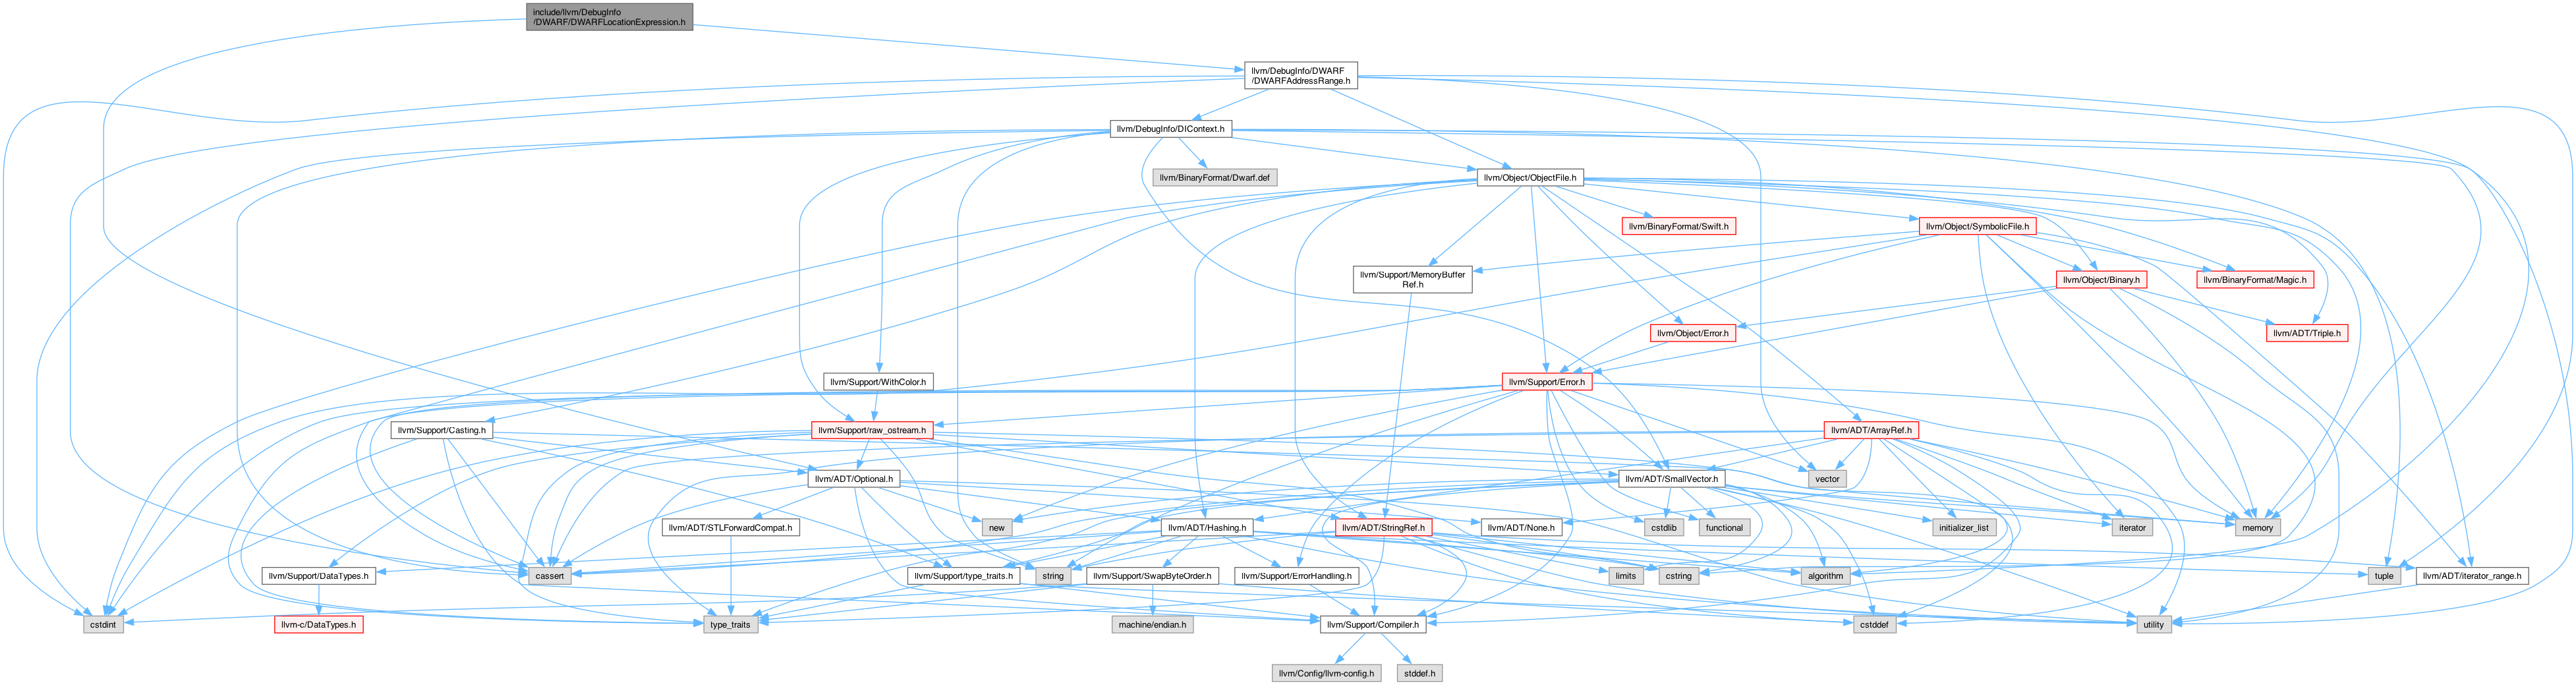 include/llvm/DebugInfo
/DWARF/DWARFLocationExpression.h
llvm/DebugInfo/DWARF
/DWARFAddressRange.h
llvm/DebugInfo/DIContext.h
llvm/BinaryFormat/Dwarf.def
llvm/Object/ObjectFile.h
llvm/BinaryFormat/Swift.h
llvm/Object/SymbolicFile.h
llvm/Support/MemoryBuffer
Ref.h
llvm/Object/Binary.h
llvm/BinaryFormat/Magic.h
llvm/Object/Error.h
llvm/ADT/Triple.h
llvm/Support/WithColor.h
llvm/Support/Error.h
llvm/Support/Casting.h
llvm/Support/raw_ostream.h
llvm/ADT/ArrayRef.h
llvm/ADT/Optional.h
llvm/ADT/SmallVector.h
vector
llvm/ADT/STLForwardCompat.h
new
llvm/ADT/Hashing.h
llvm/ADT/StringRef.h
llvm/ADT/None.h
cstdlib
functional
initializer_list
iterator
memory
llvm/Support/DataTypes.h
cassert
llvm/Support/type_traits.h
string
llvm/Support/SwapByteOrder.h
llvm/Support/ErrorHandling.h
limits
cstring
algorithm
tuple
llvm/ADT/iterator_range.h
cstdint
llvm-c/DataTypes.h
type_traits
machine/endian.h
llvm/Support/Compiler.h
cstddef
utility
llvm/Config/llvm-config.h
stddef.h